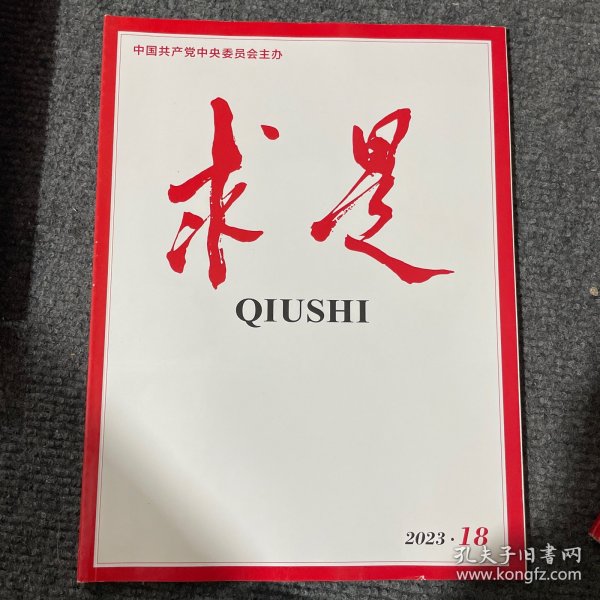 中国共产党中央委员会主办
求是
QIUSHI
2023·18
孔夫子旧书网
www.kongfz.com